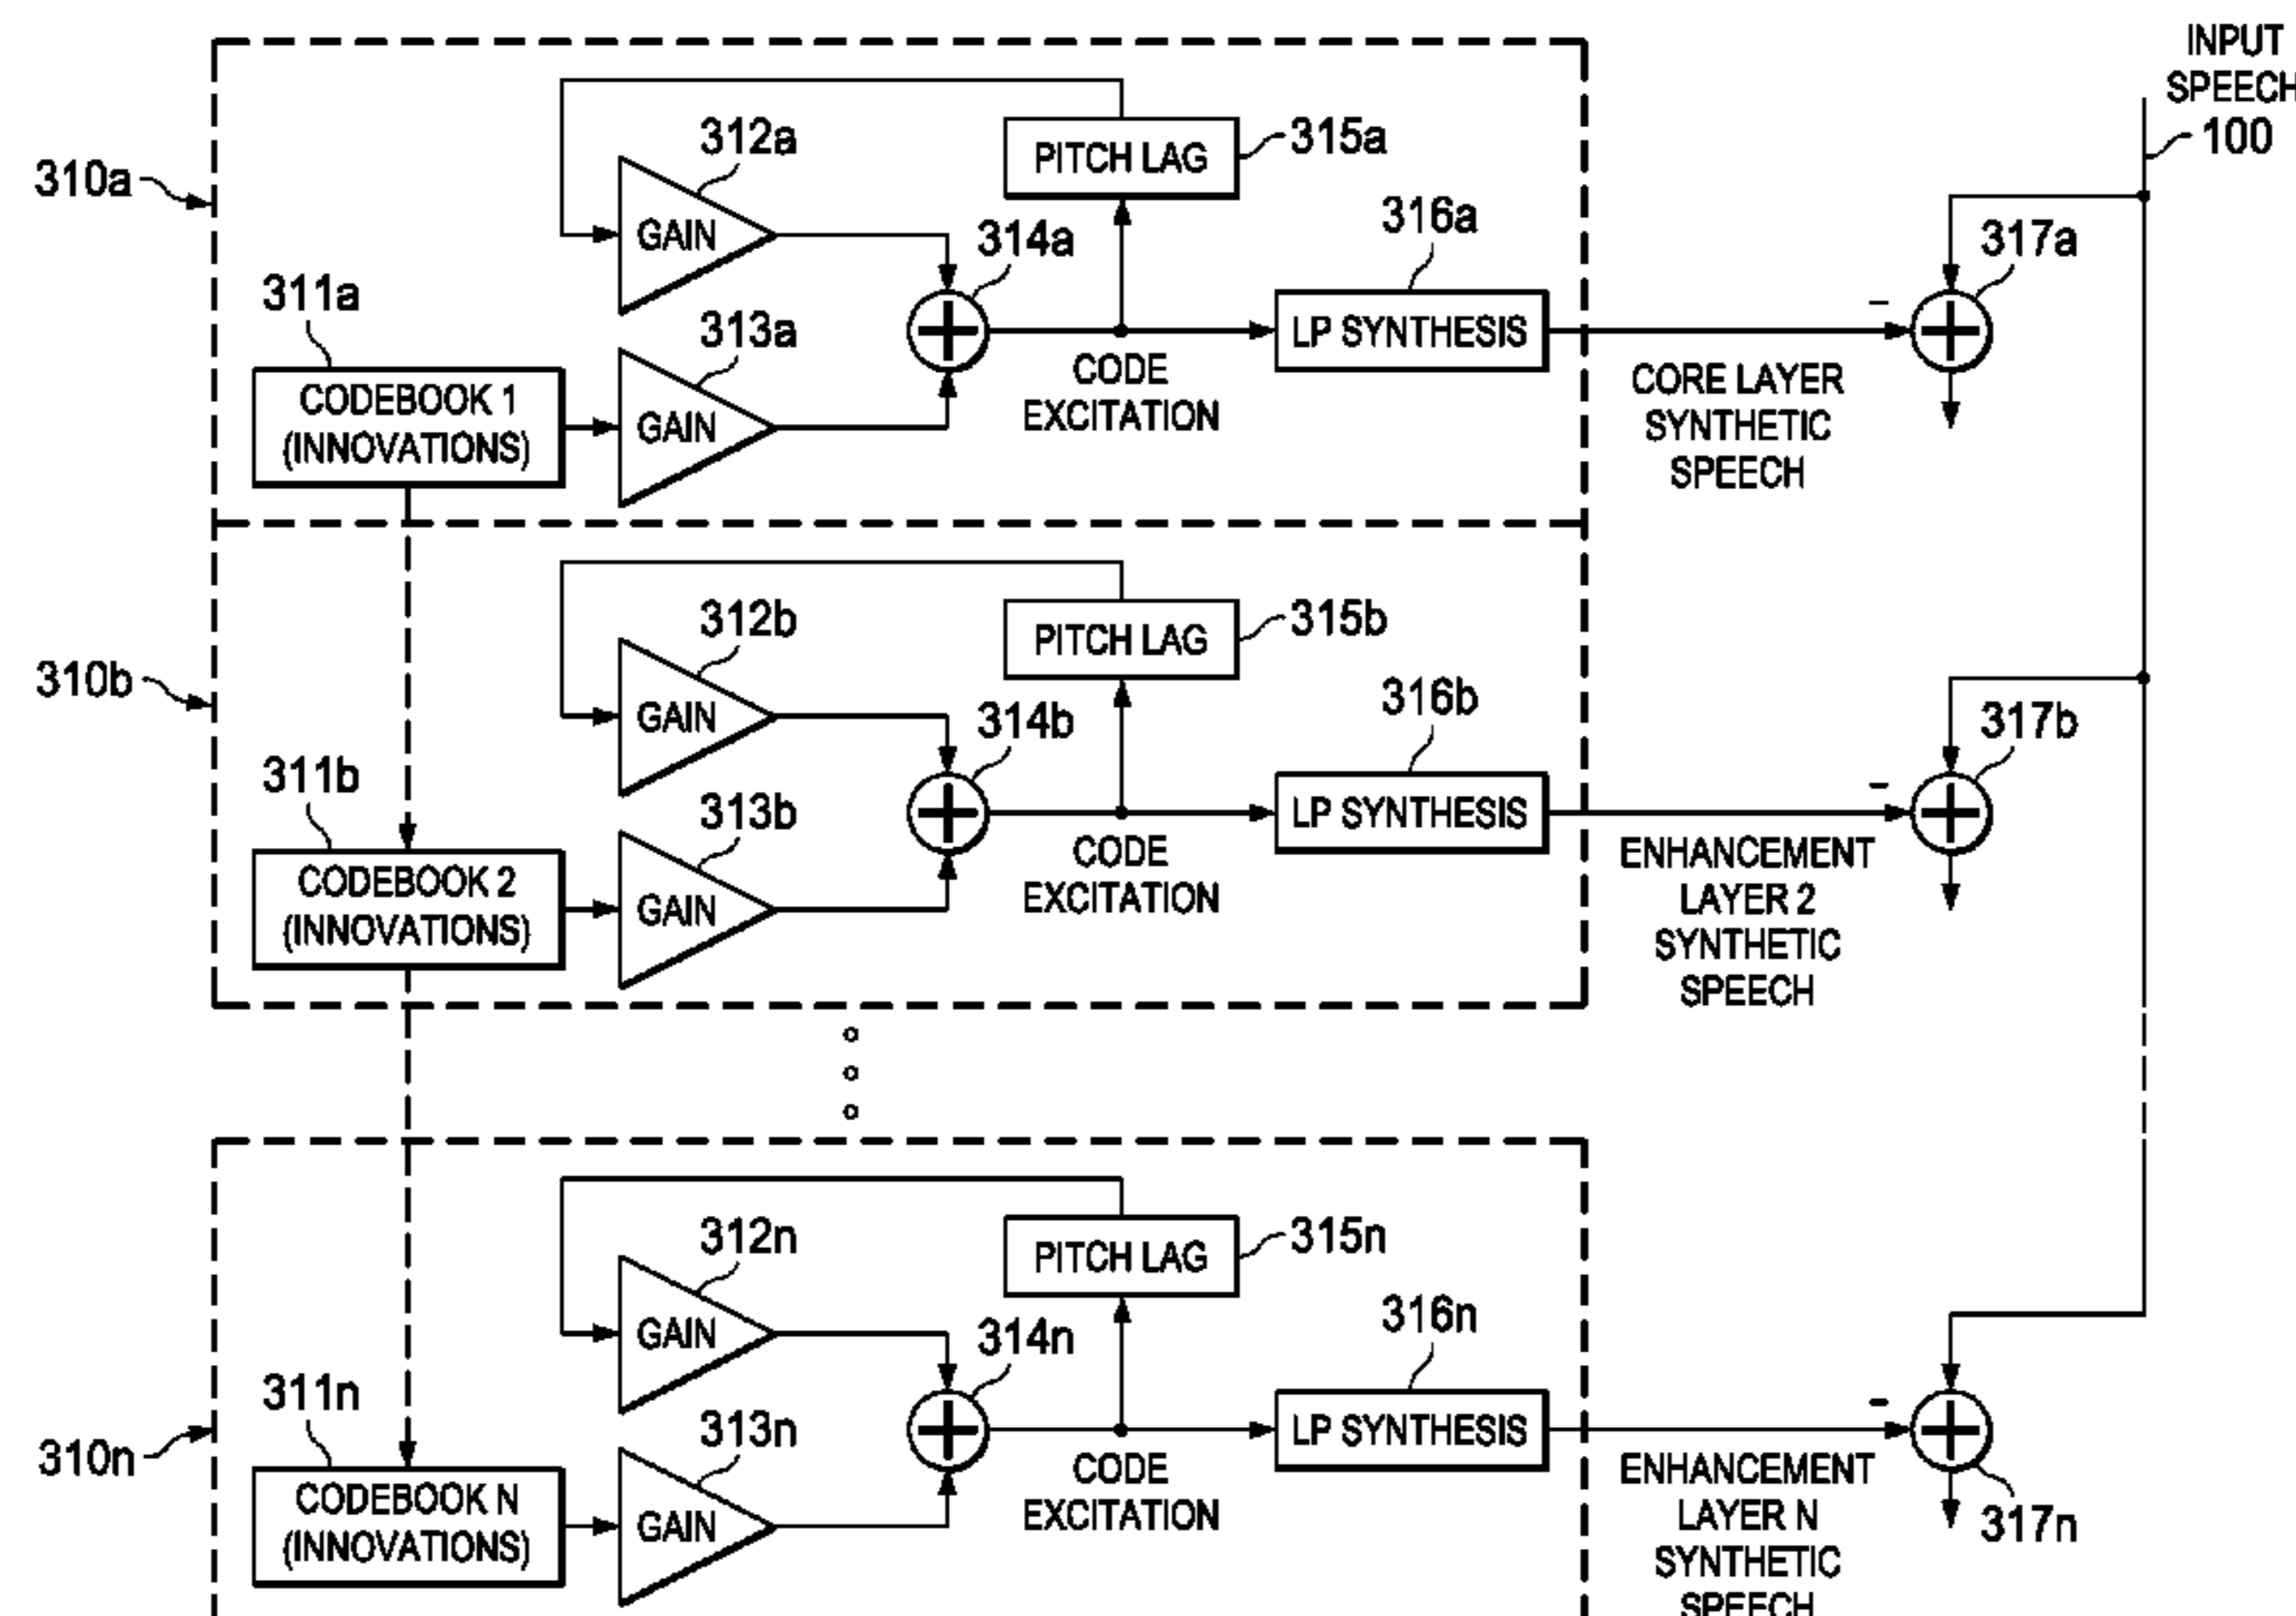 INPUT
SPEECH
100
310a
312a
GAIN
PITCH LAG
315a
314a
316a
LP SYNTHESIS
317a
-
311a
CODEBOOK 1
(INNOVATIONS)
313a
GAIN
CODE
EXCITATION
CORE LAYER
SYNTHETIC
SPEECH
310b
312b
GAIN
PITCH LAG
315b
314b
316b
LP SYNTHESIS
317b
-
311b
CODEBOOK 2
(INNOVATIONS)
313b
GAIN
CODE
EXCITATION
ENHANCEMENT
LAYER 2
SYNTHETIC
SPEECH
310n
312n
GAIN
PITCH LAG
315n
314n
316n
LP SYNTHESIS
317n
-
311n
CODEBOOK N
(INNOVATIONS)
313n
GAIN
CODE
EXCITATION
ENHANCEMENT
LAYER N
SYNTHETIC
SPEECH